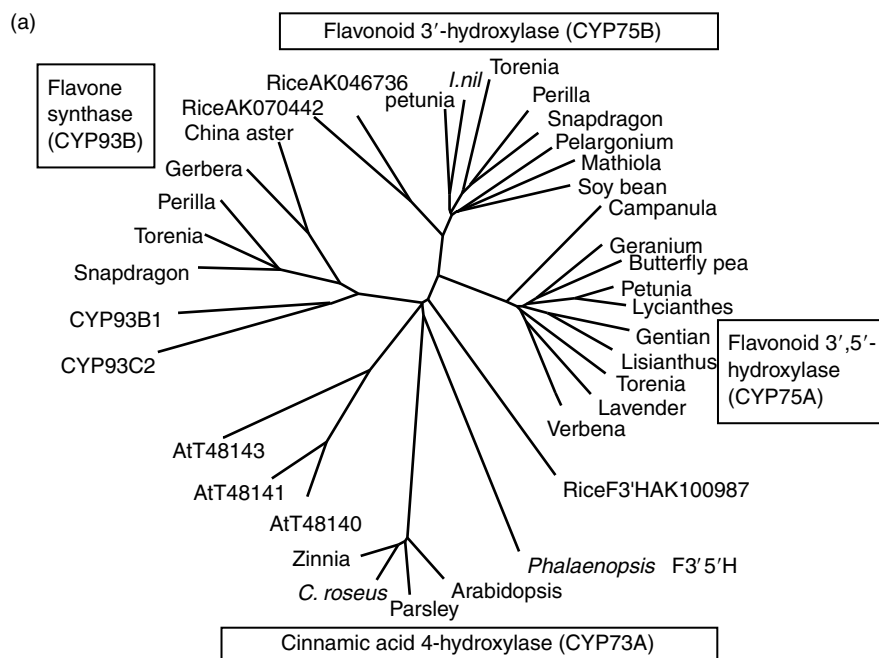 (a)
Flavonoid 3′-hydroxylase (CYP75B)
Flavone
synthase
(CYP93B)
RiceAK046736
RiceAK070442
China aster
Gerbera
Perilla
Torenia
Snapdragon
CYP93B1
CYP93C2
petunia
I.nil
Torenia
Perilla
Snapdragon
Pelargonium
Mathiola
Soy bean
Campanula
Geranium
Butterfly pea
Petunia
Lycianthes
Gentian
Lisianthus
Torenia
Lavender
Verbena
Flavonoid 3′,5′-
hydroxylase
(CYP75A)
RiceF3'HAK100987
Phalaenopsis F3′5′H
AtT48143
AtT48141
AtT48140
Zinnia
C. roseus
Parsley
Arabidopsis
Cinnamic acid 4-hydroxylase (CYP73A)